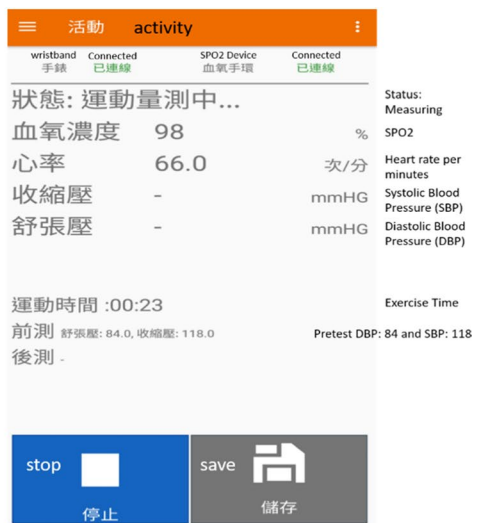 活動 activity
wristband Connected SPO2 Device Connected
手錶 已連線 血氧手環 已連線
狀態: 運動量測中... Status: Measuring
血氧濃度 98 % SPO2
心率 66.0 次/分 Heart rate per minutes
收縮壓 - mmHG Systolic Blood Pressure (SBP)
舒張壓 - mmHG Diastolic Blood Pressure (DBP)
運動時間 :00:23 Exercise Time
前測 舒張壓: 84.0, 收縮壓: 118.0 Pretest DBP: 84 and SBP: 118
後測 -
stop save
停止 儲存